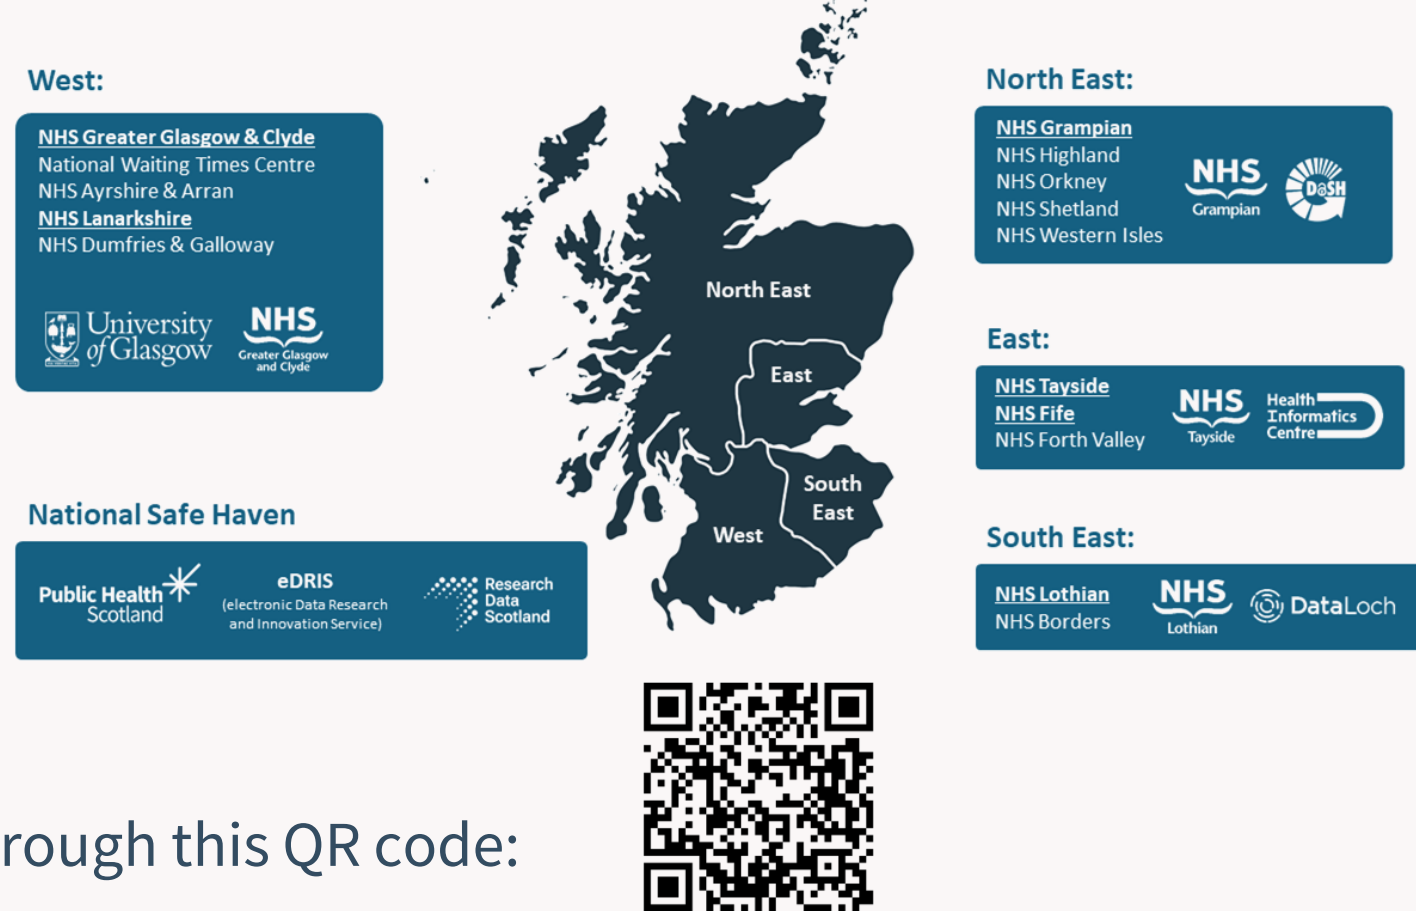 West:
NHS Greater Glasgow & Clyde
National Waiting Times Centre
NHS Ayrshire & Arran
NHS Lanarkshire
NHS Dumfries & Galloway
University
of Glasgow
NHS
Greater Glasgow
and Clyde
National Safe Haven
Public Health
Scotland
eDRIS
(electronic Data Research
and Innovation Service)
Research
Data
Scotland
North East
East
South
East
West
North East:
NHS Grampian
NHS Highland
NHS Orkney
NHS Shetland
NHS Western Isles
NHS
Grampian
D@SH
East:
NHS Tayside
NHS Fife
NHS Forth Valley
NHS
Tayside
Health
Informatics
Centre
South East:
NHS Lothian
NHS Borders
NHS
Lothian
DataLoch
rough this QR code: